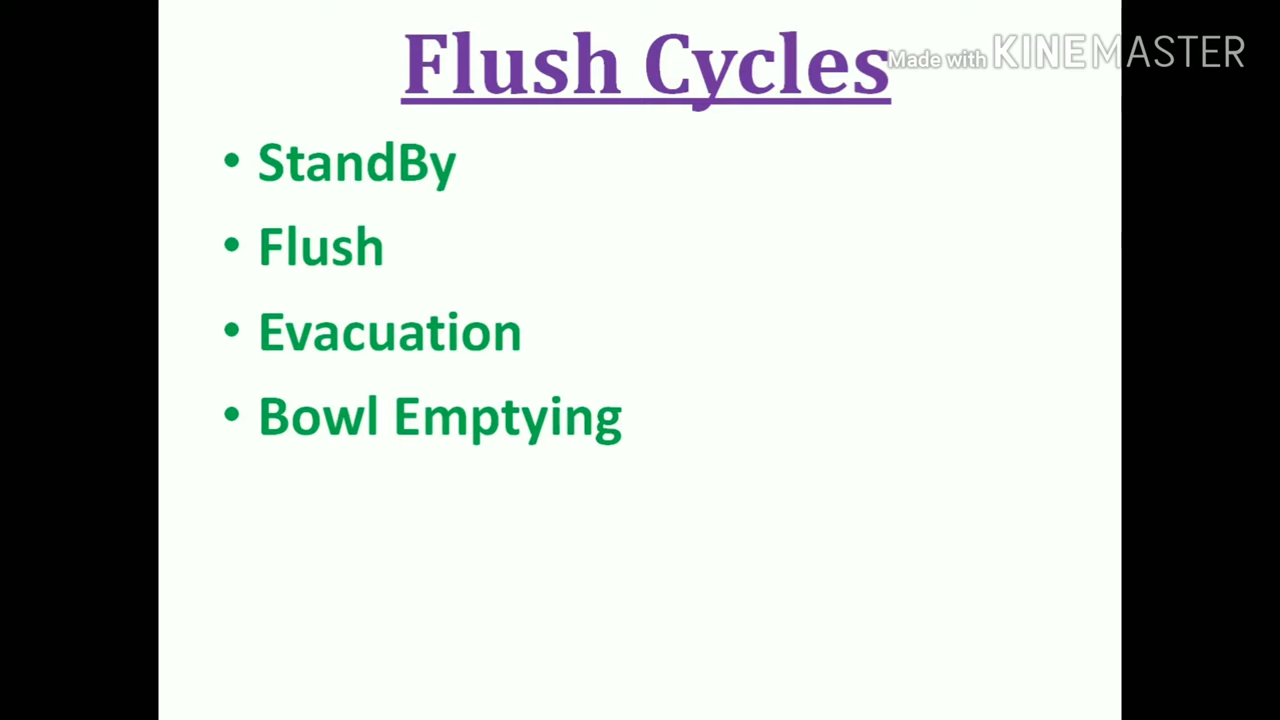 Flush Cycles
Made with KINEMASTER
• StandBy
• Flush
• Evacuation
• Bowl Emptying